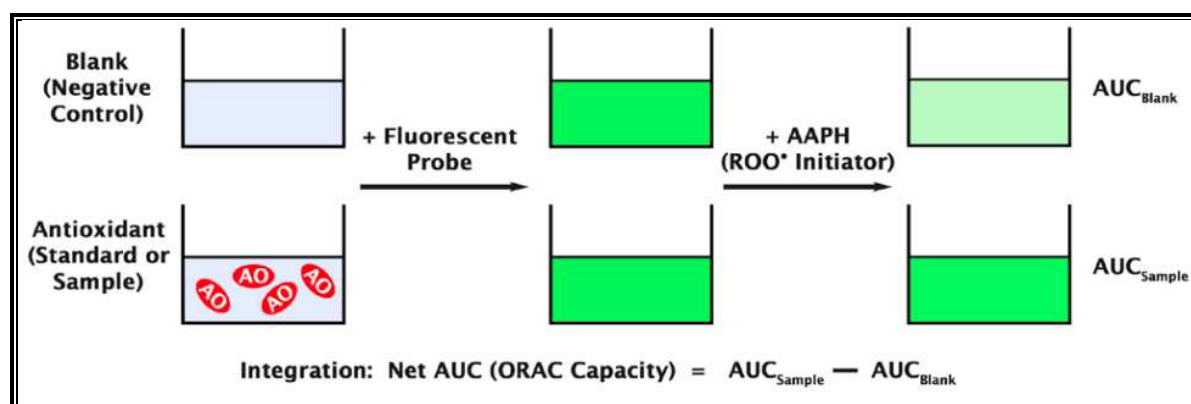 Blank
(Negative
Control)
+ Fluorescent
Probe
+ AAPH
(ROO• Initiator)
AUCBlank
Antioxidant
(Standard or
Sample)
AO
AO
AO
AO
AUCSample
Integration: Net AUC (ORAC Capacity) = AUCSample — AUCBlank